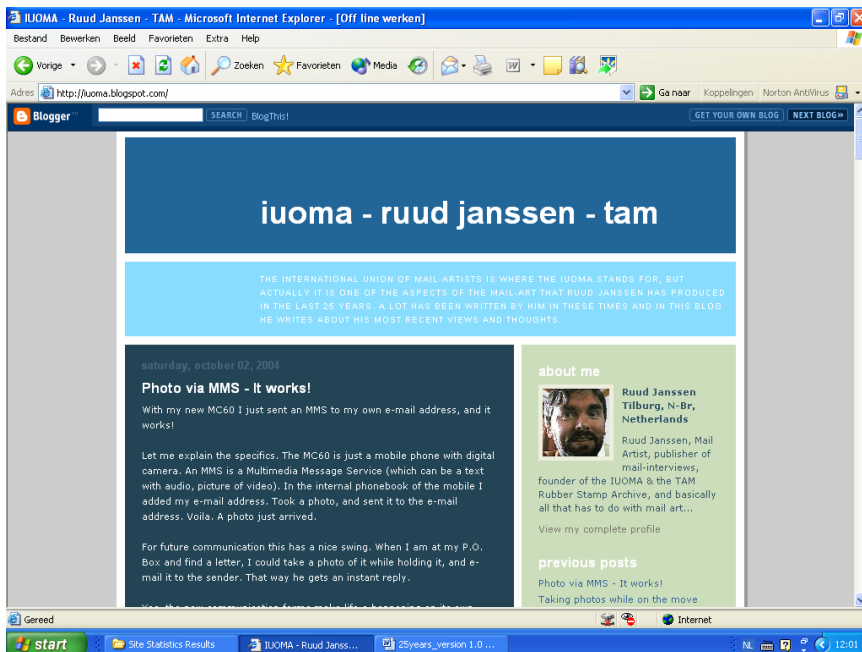 IUOMA - Ruud Janssen - TAM - Microsoft Internet Explorer - [Off line werken]
Bestand Bewerken Beeld Favorieten Extra Help
Vorige Zoeken Favorieten Media
Adres http://iuoma.blogspot.com/ Ga naar Koppelingen Norton AntiVirus
Blogger™ SEARCH BlogThis! GET YOUR OWN BLOG NEXT BLOG»
iuoma - ruud janssen - tam
THE INTERNATIONAL UNION OF MAIL-ARTISTS IS WHERE THE IUOMA STANDS FOR, BUT
ACTUALLY IT IS ONE OF THE ASPECTS OF THE MAIL-ART THAT RUUD JANSSEN HAS PRODUCED
IN THE LAST 25 YEARS. A LOT HAS BEEN WRITTEN BY HIM IN THESE TIMES AND IN THIS BLOG
HE WRITES ABOUT HIS MOST RECENT VIEWS AND THOUGHTS.
saturday, october 02, 2004
Photo via MMS - It works!
With my new MC60 I just sent an MMS to my own e-mail address, and it
works!
Let me explain the specifics. The MC60 is just a mobile phone with digital
camera. An MMS is a Multimedia Message Service (which can be a text
with audio, picture of video). In the internal phonebook of the mobile I
added my e-mail address. Took a photo, and sent it to the e-mail
address. Voila. A photo just arrived.
For future communication this has a nice swing. When I am at my P.O.
Box and find a letter, I could take a photo of it while holding it, and e-
mail it to the sender. That way he gets an instant reply.
about me
Ruud Janssen
Tilburg, N-Br,
Netherlands
Ruud Janssen, Mail
Artist, publisher of
mail-interviews,
founder of the IUOMA & the TAM
Rubber Stamp Archive, and basically
all that has to do with mail art...
View my complete profile
previous posts
Photo via MMS - It works!
Taking photos while on the move
Gereed Internet
start Site Statistics Results IUOMA - Ruud Janss... 25years_version 1.0 ... NL 12:01